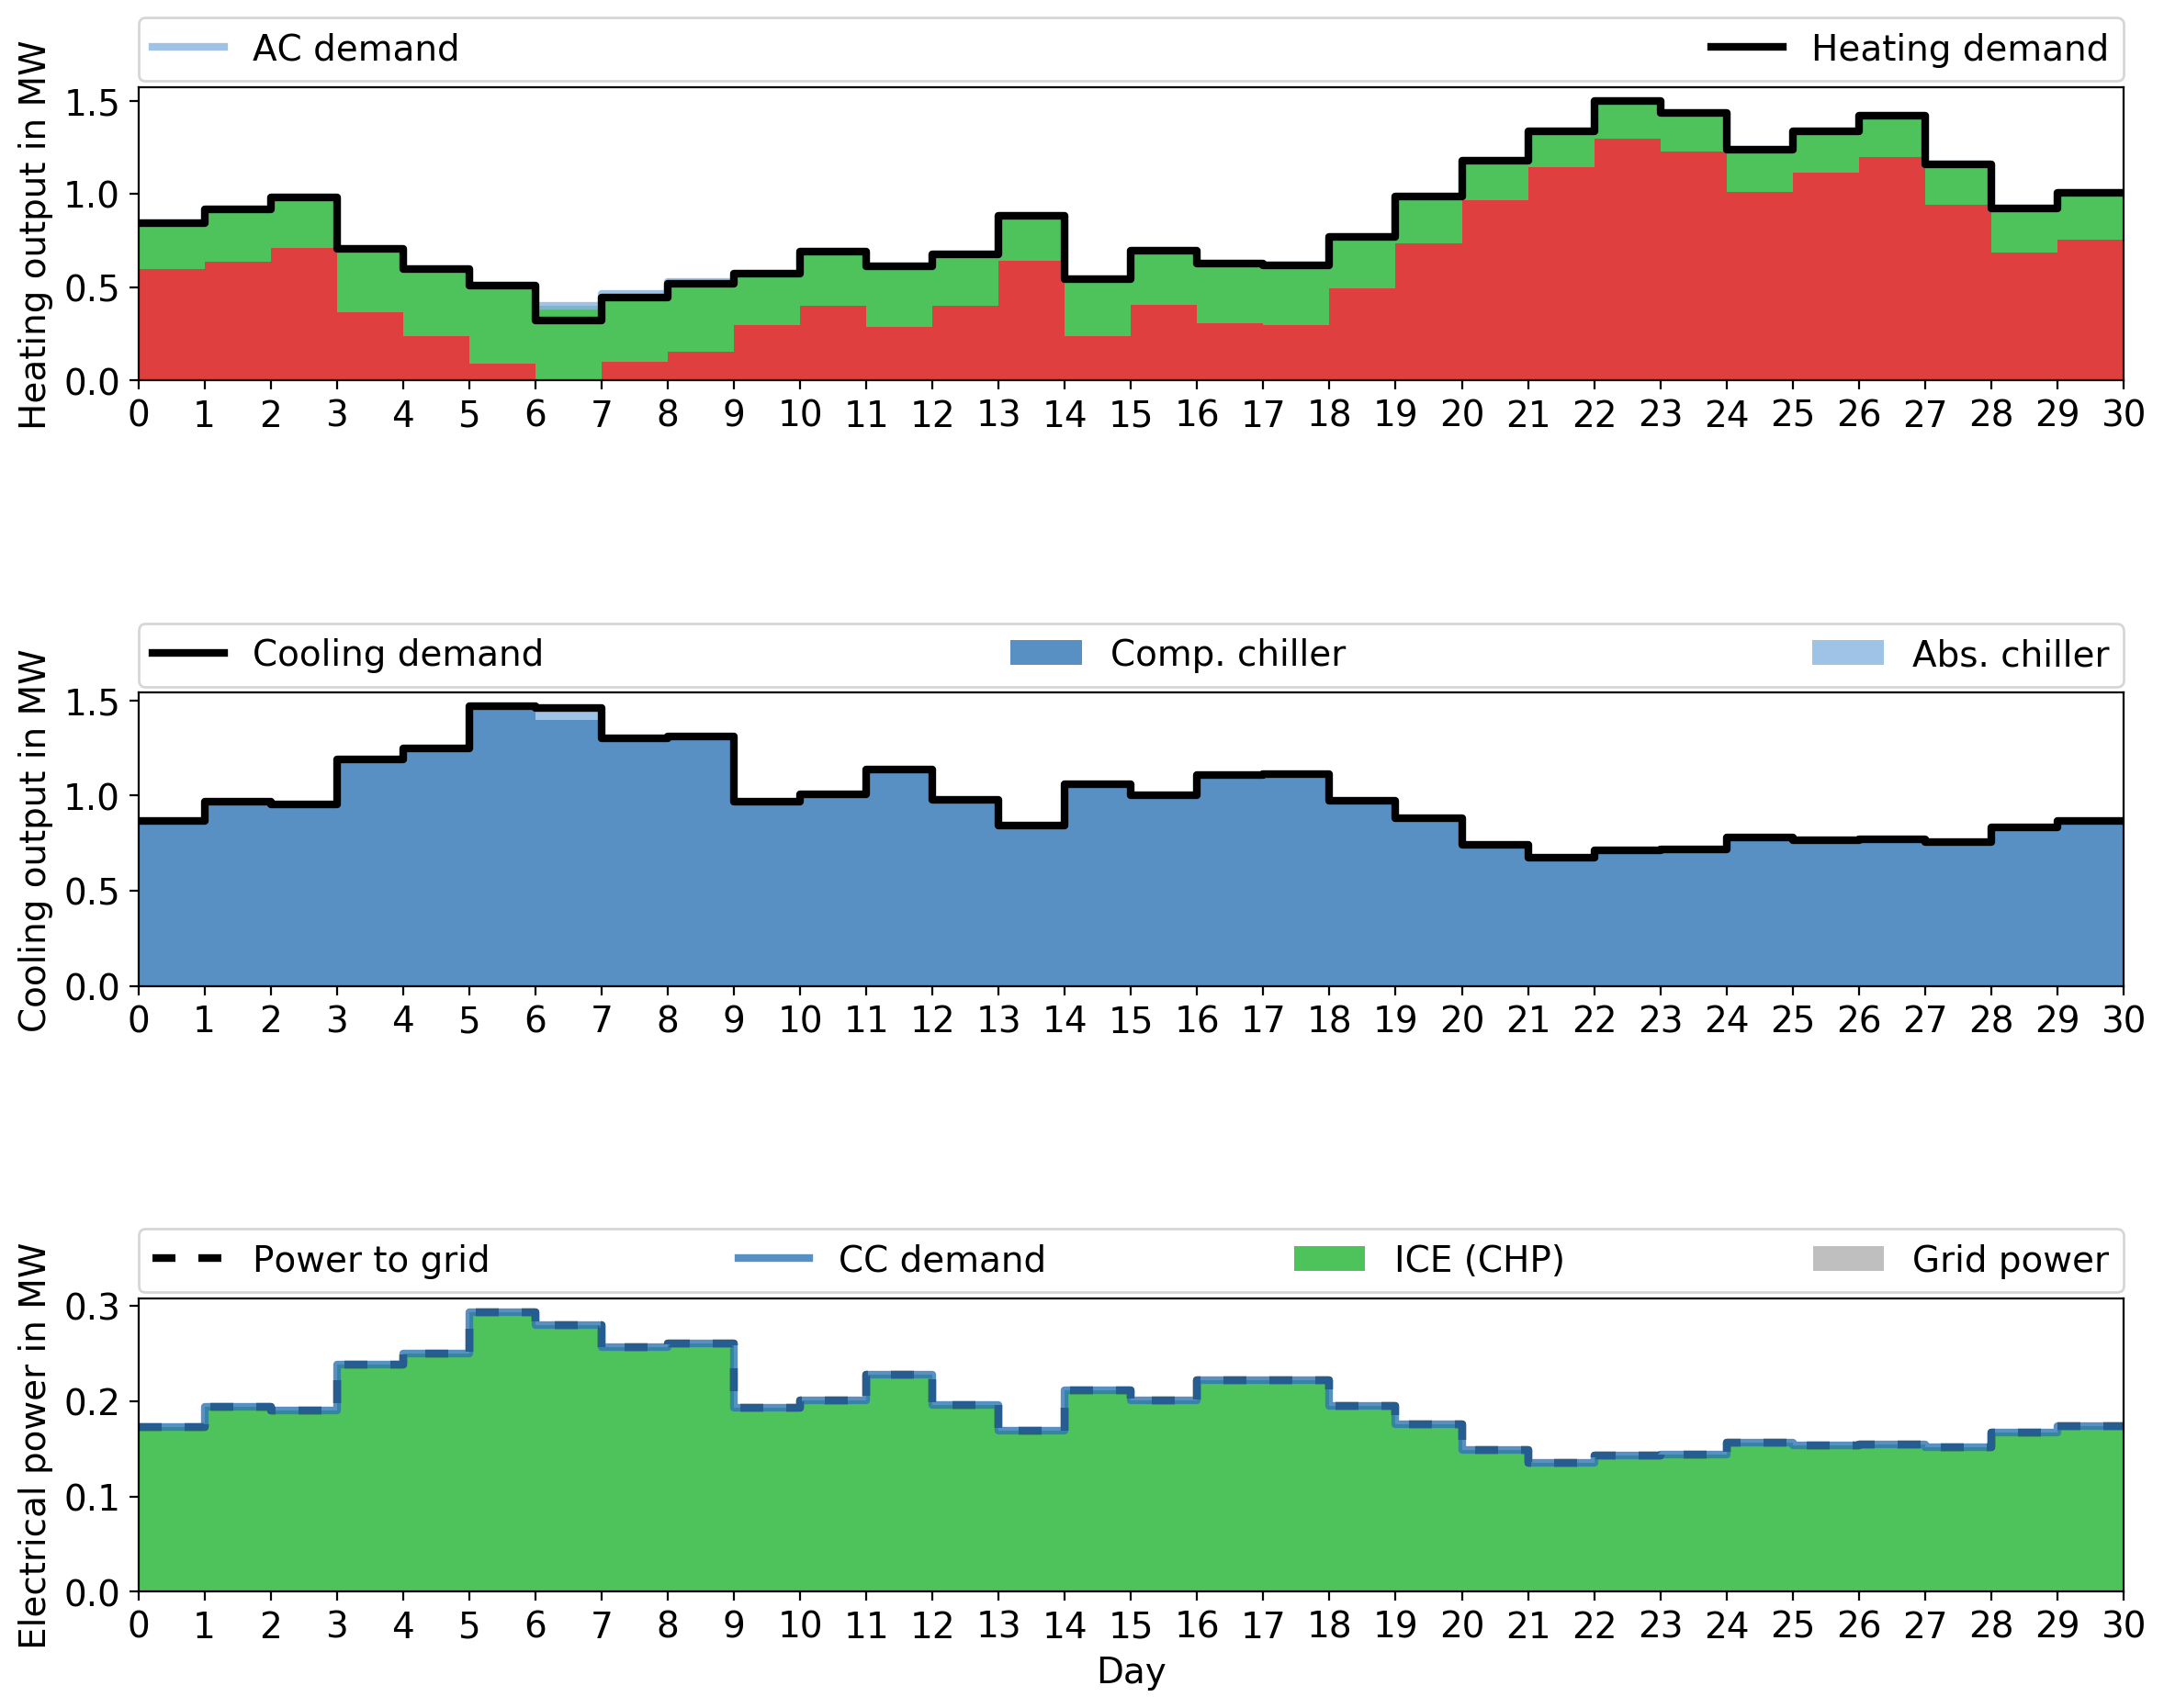 AC demand Heating demand
Heating output in MW
1.5
1.0
0.5
0.0
0 1 2 3 4 5 6 7 8 9 10 11 12 13 14 15 16 17 18 19 20 21 22 23 24 25 26 27 28 29 30
Cooling demand Comp. chiller Abs. chiller
Cooling output in MW
1.5
1.0
0.5
0.0
0 1 2 3 4 5 6 7 8 9 10 11 12 13 14 15 16 17 18 19 20 21 22 23 24 25 26 27 28 29 30
Power to grid CC demand ICE (CHP) Grid power
Electrical power in MW
0.3
0.2
0.1
0.0
0 1 2 3 4 5 6 7 8 9 10 11 12 13 14 15 16 17 18 19 20 21 22 23 24 25 26 27 28 29 30
Day